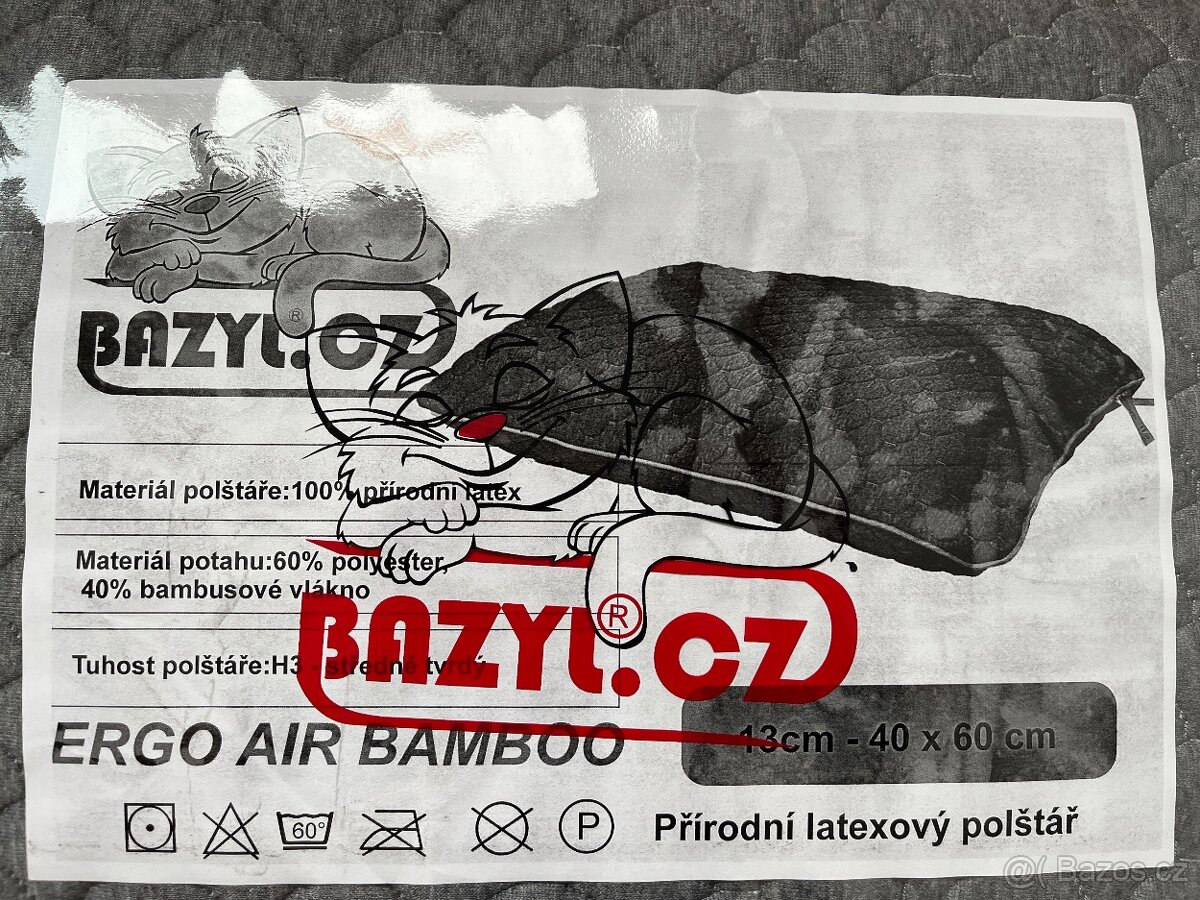 BAZYL.CZ
®
Materiál polštáře:100% přírodní latex
Materiál potahu:60% polyester,
40% bambusové vlákno
Tuhost polštáře:H3 - středně tvrdý
BAZYL.CZ
®
ERGO AIR BAMBOO
13cm - 40 x 60 cm
60°
P
Přírodní latexový polštář
@( Bazos.cz